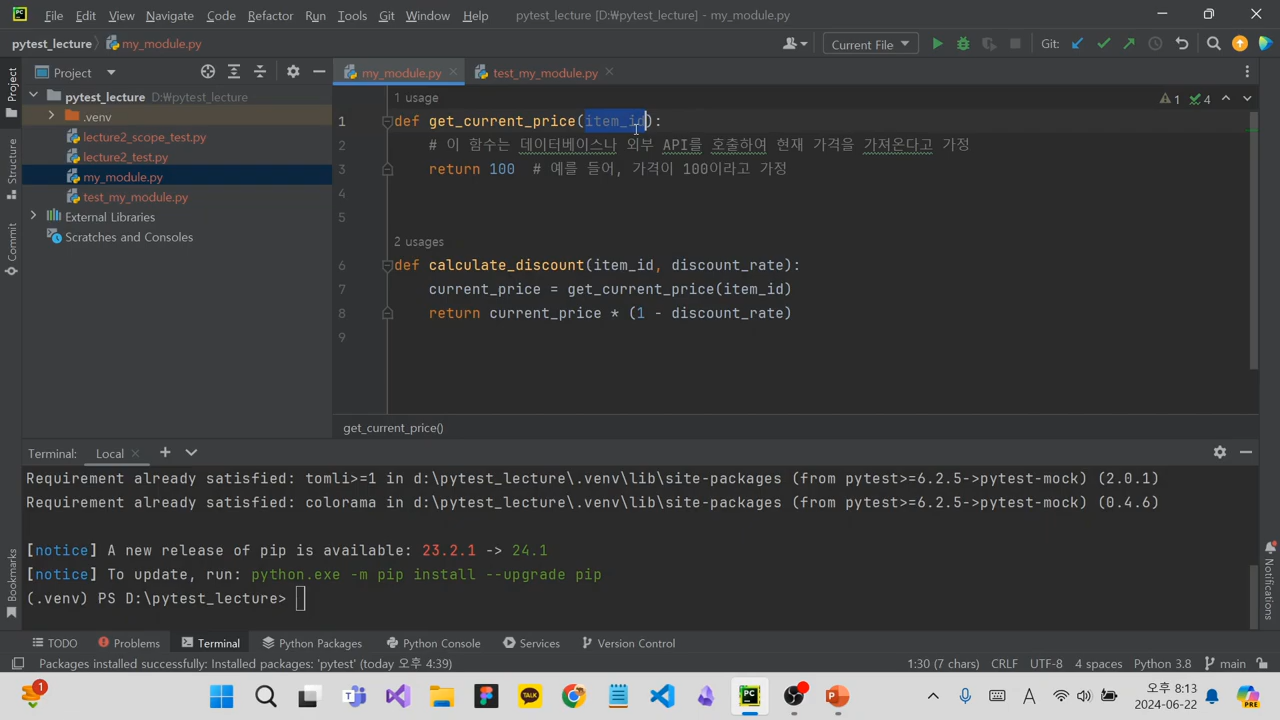 PC File Edit View Navigate Code Refactor Run Tools Git Window Help pytest_lecture [D:\pytest_lecture] - my_module.py
pytest_lecture my_module.py Current File Git:
Project my_module.py test_my_module.py
pytest_lecture D:\pytest_lecture
.venv
lecture2_scope_test.py
lecture2_test.py
my_module.py
test_my_module.py
External Libraries
Scratches and Consoles
Project
Structure
Commit
Bookmarks
Notifications
1 usage
1 4
1 def get_current_price(item_id):
2 # 이 함수는 데이터베이스나 외부 API를 호출하여 현재 가격을 가져온다고 가정
3 return 100 # 예를 들어, 가격이 100이라고 가정
4
5
2 usages
6 def calculate_discount(item_id, discount_rate):
7 current_price = get_current_price(item_id)
8 return current_price * (1 - discount_rate)
9
get_current_price()
Terminal: Local
Requirement already satisfied: tomli>=1 in d:\pytest_lecture\.venv\lib\site-packages (from pytest>=6.2.5->pytest-mock) (2.0.1)
Requirement already satisfied: colorama in d:\pytest_lecture\.venv\lib\site-packages (from pytest>=6.2.5->pytest-mock) (0.4.6)
[notice] A new release of pip is available: 23.2.1 -> 24.1
[notice] To update, run: python.exe -m pip install --upgrade pip
(.venv) PS D:\pytest_lecture>
TODO Problems Terminal Python Packages Python Console Services Version Control
Packages installed successfully: Installed packages: 'pytest' (today 오후 4:39) 1:30 (7 chars) CRLF UTF-8 4 spaces Python 3.8 main
1 TALK PC A 오후 8:13 PRE
2024-06-22